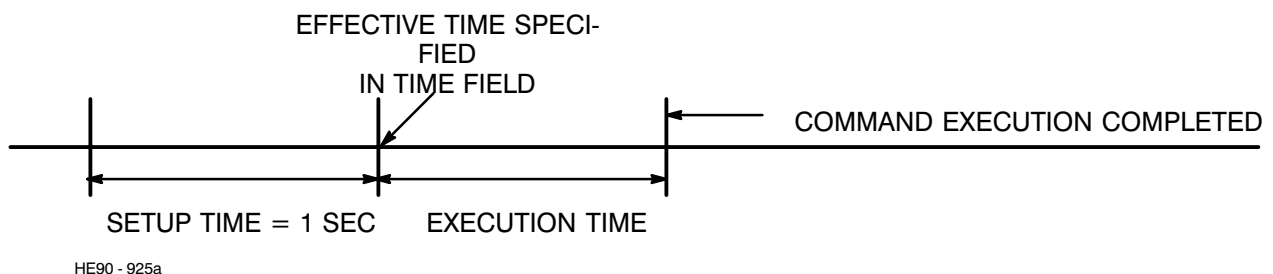 EFFECTIVE TIME SPECI-
FIED
IN TIME FIELD
COMMAND EXECUTION COMPLETED
SETUP TIME = 1 SEC
EXECUTION TIME
HE90 - 925a